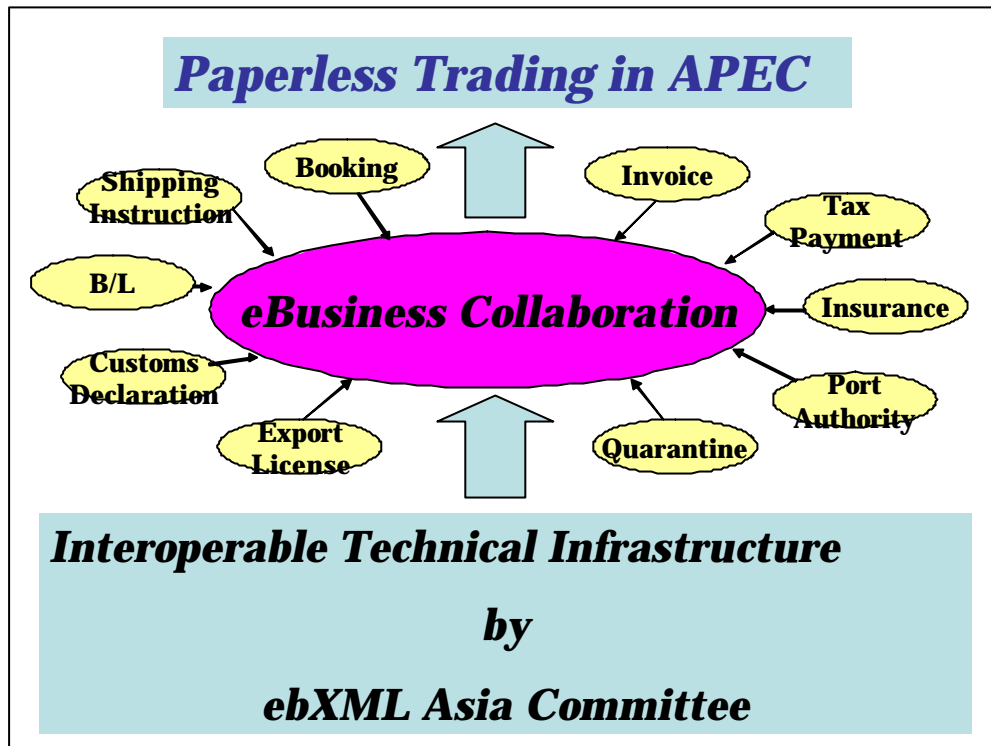 Paperless Trading in APEC
Booking
Invoice
Shipping
Instruction
Tax
Payment
B/L
eBusiness Collaboration
Insurance
Customs
Declaration
Port
Authority
Export
License
Quarantine
Interoperable Technical Infrastructure
by
ebXML Asia Committee